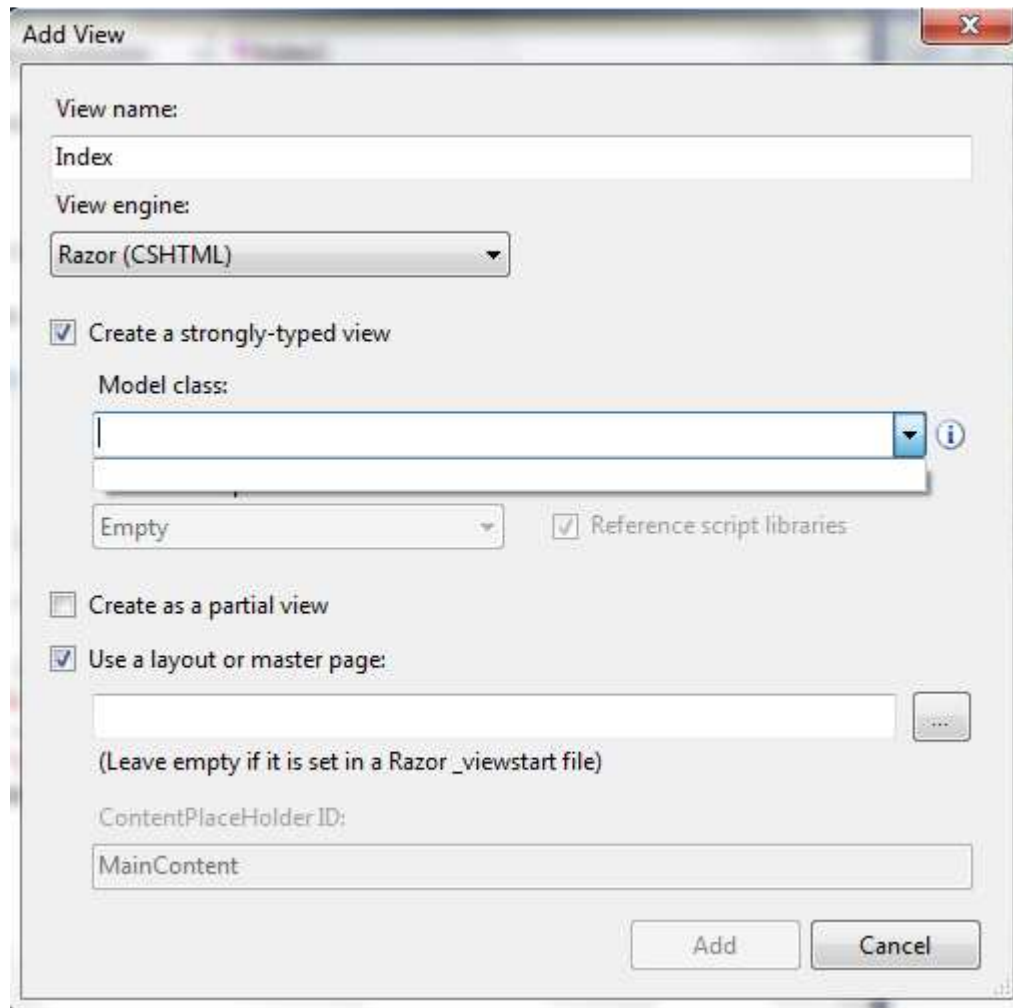 Add View
View name:
Index
View engine:
Razor (CSHTML)
Create a strongly-typed view
Model class:
Empty
Reference script libraries
Create as a partial view
Use a layout or master page:
...
(Leave empty if it is set in a Razor _viewstart file)
ContentPlaceHolder ID:
MainContent
Add
Cancel